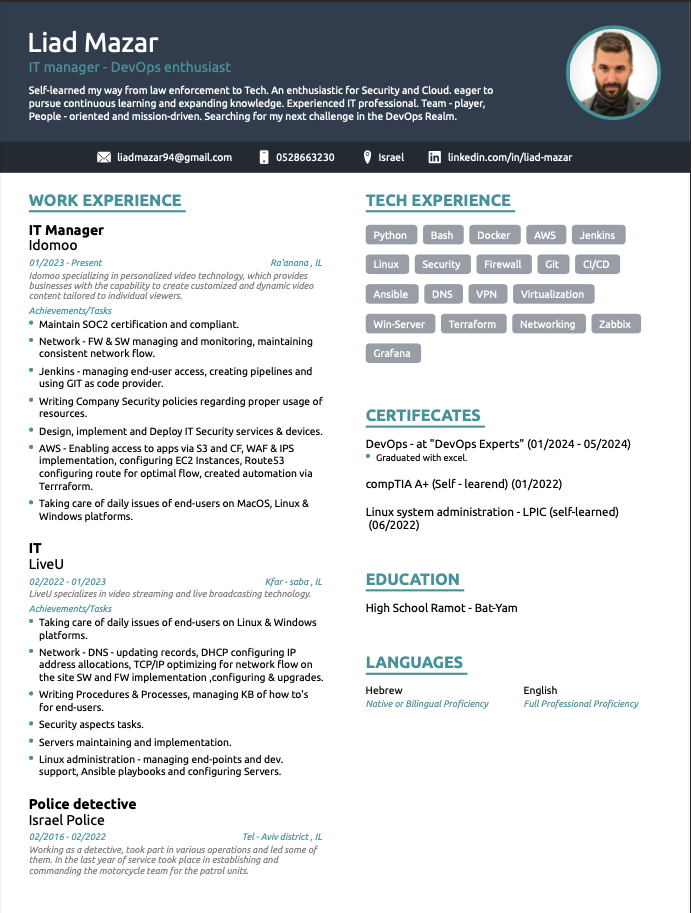 Liad Mazar
IT manager - DevOps enthusiast
Self-learned my way from law enforcement to Tech. An enthusiastic for Security and Cloud. eager to
pursue continuous learning and expanding knowledge. Experienced IT professional. Team - player,
People - oriented and mission-driven. Searching for my next challenge in the DevOps Realm.
liadmazar94@gmail.com
0528663230
Israel
linkedin.com/in/liad-mazar
WORK EXPERIENCE
IT Manager
Idomoo
01/2023 - Present
Ra'anana , IL
Idomoo specializing in personalized video technology, which provides
businesses with the capability to create customized and dynamic video
content tailored to individual viewers.
Achievements/Tasks
Maintain SOC2 certification and compliant.
Network - FW & SW managing and monitoring, maintaining
consistent network flow.
Jenkins - managing end-user access, creating pipelines and
using GIT as code provider.
Writing Company Security policies regarding proper usage of
resources.
Design, implement and Deploy IT Security services & devices.
AWS - Enabling access to apps via S3 and CF, WAF & IPS
implementation, configuring EC2 Instances, Route53
configuring route for optimal flow, created automation via
Terrraform.
Taking care of daily issues of end-users on MacOS, Linux &
Windows platforms.
IT
LiveU
02/2022 - 01/2023
Kfar - saba , IL
LiveU specializes in video streaming and live broadcasting technology.
Achievements/Tasks
Taking care of daily issues of end-users on Linux & Windows
platforms.
Network - DNS - updating records, DHCP configuring IP
address allocations, TCP/IP optimizing for network flow on
the site SW and FW implementation ,configuring & upgrades.
Writing Procedures & Processes, managing KB of how to's
for end-users.
Security aspects tasks.
Servers maintaining and implementation.
Linux administration - managing end-points and dev.
support, Ansible playbooks and configuring Servers.
Police detective
Israel Police
02/2016 - 02/2022
Tel - Aviv district , IL
Working as a detective, took part in various operations and led some of
them. In the last year of service took place in establishing and
commanding the motorcycle team for the patrol units.
TECH EXPERIENCE
Python Bash Docker AWS Jenkins
Linux Security Firewall Git CI/CD
Ansible DNS VPN Virtualization
Win-Server Terraform Networking Zabbix
Grafana
CERTIFECATES
DevOps - at "DevOps Experts" (01/2024 - 05/2024)
Graduated with excel.
compTIA A+ (Self - learend) (01/2022)
Linux system administration - LPIC (self-learned)
(06/2022)
EDUCATION
High School Ramot - Bat-Yam
LANGUAGES
Hebrew
Native or Bilingual Proficiency
English
Full Professional Proficiency